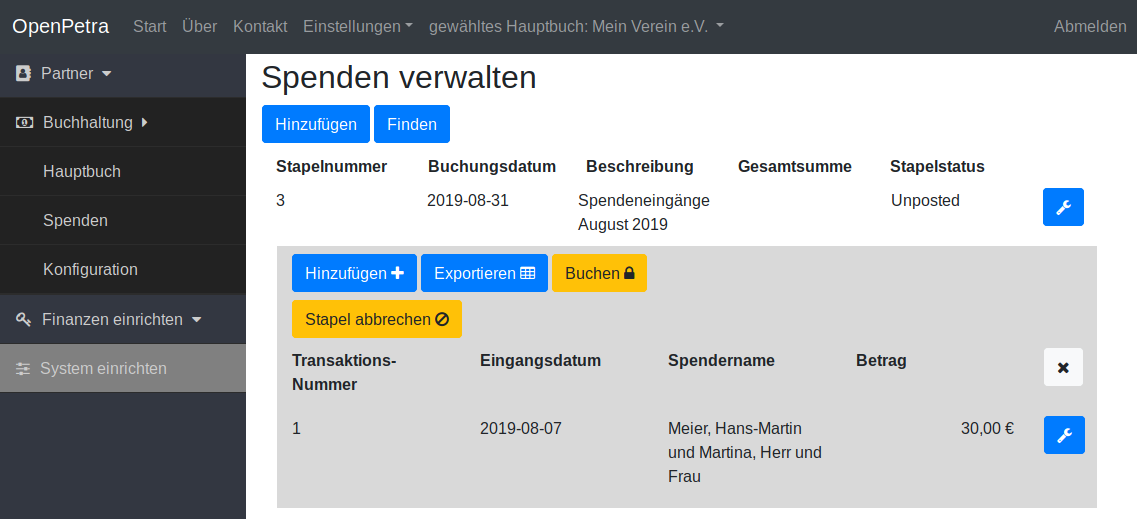 OpenPetra Start Über Kontakt Einstellungen gewähltes Hauptbuch: Mein Verein e.V. Abmelden
Partner
Buchhaltung
Hauptbuch
Spenden
Konfiguration
Finanzen einrichten
System einrichten
Spenden verwalten
Hinzufügen Finden
Stapelnummer Buchungsdatum Beschreibung Gesamtsumme Stapelstatus
3 2019-08-31 Spendeneingänge Unposted
August 2019
Hinzufügen Exportieren Buchen
Stapel abbrechen
Transaktions- Eingangsdatum Spendername Betrag
Nummer
1 2019-08-07 Meier, Hans-Martin 30,00 €
und Martina, Herr und
Frau